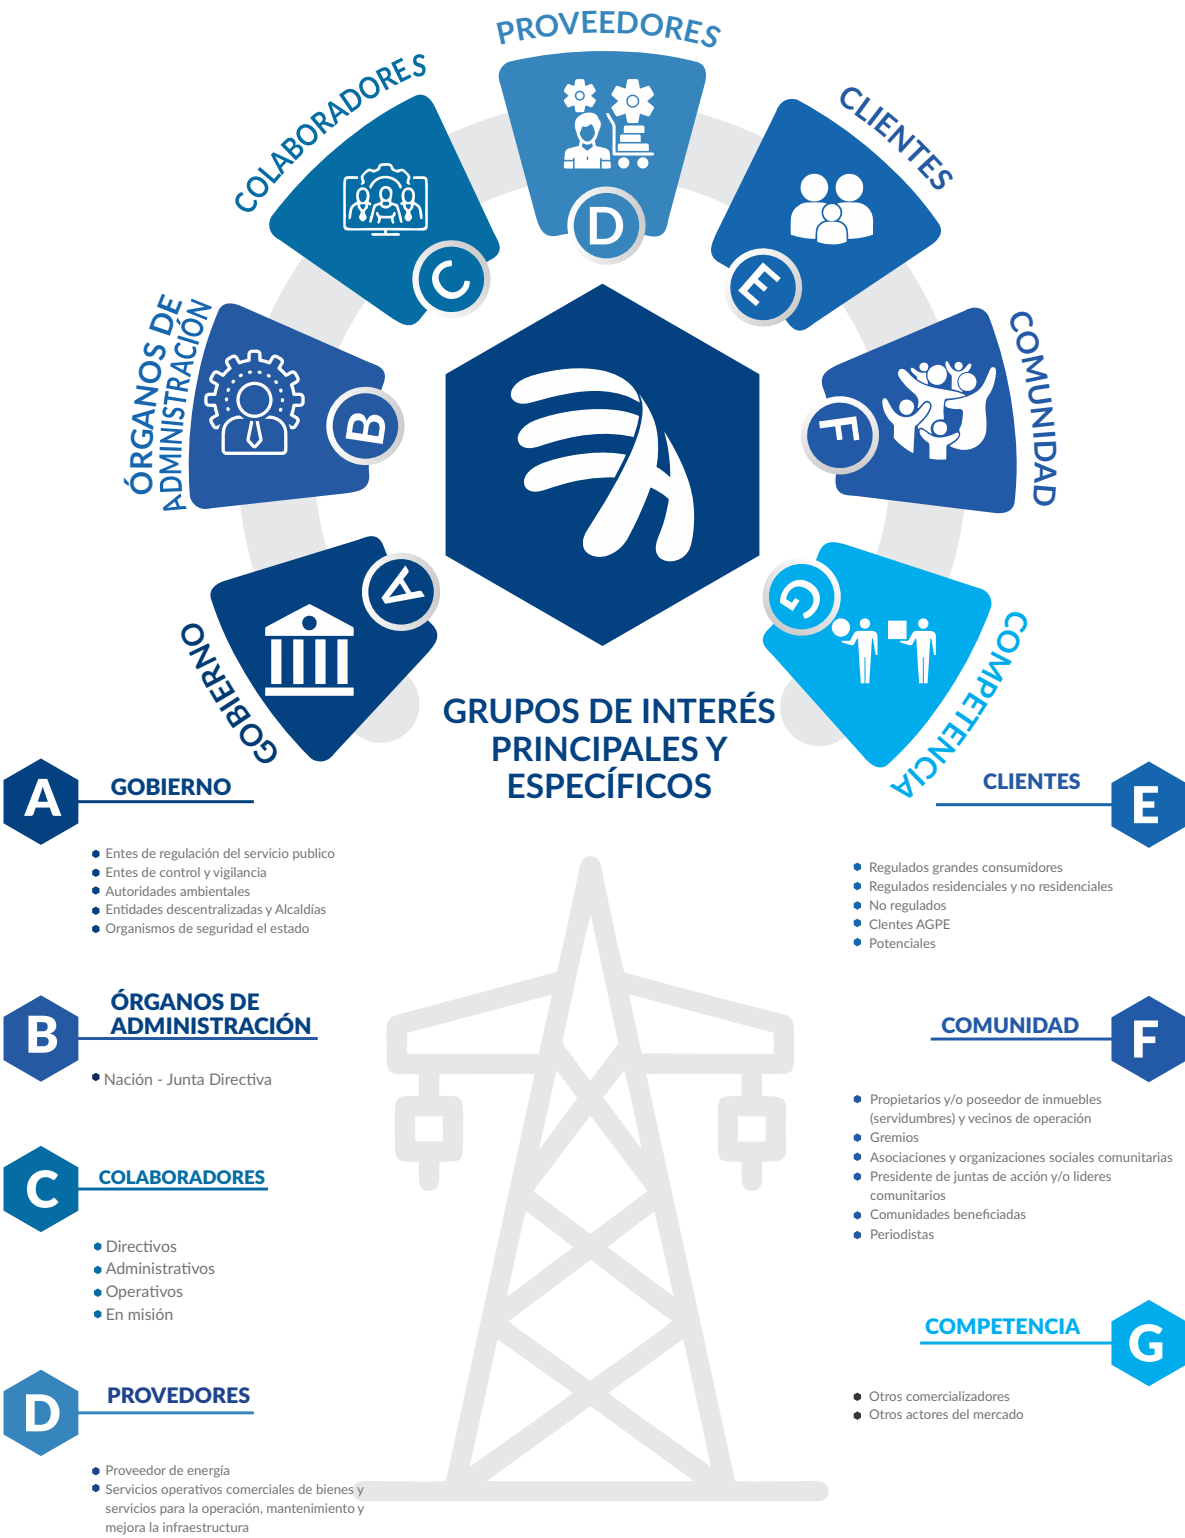 PROVEEDORES
COLABORADORES
CLIENTES
ÓRGANOS DE
ADMINISTRACIÓN
COMUNIDAD
GOBIERNO
COMPETENCIA
D
C
E
B
F
A
G
GRUPOS DE INTERÉS
PRINCIPALES Y
ESPECÍFICOS
A
GOBIERNO
Entes de regulación del servicio publico
Entes de control y vigilancia
Autoridades ambientales
Entidades descentralizadas y Alcaldías
Organismos de seguridad el estado
B
ÓRGANOS DE
ADMINISTRACIÓN
Nación - Junta Directiva
C
COLABORADORES
Directivos
Administrativos
Operativos
En misión
D
PROVEDORES
Proveedor de energía
Servicios operativos comerciales de bienes y
servicios para la operación, mantenimiento y
mejora la infraestructura
CLIENTES
E
Regulados grandes consumidores
Regulados residenciales y no residenciales
No regulados
Clentes AGPE
Potenciales
COMUNIDAD
F
Propietarios y/o poseedor de inmuebles
(servidumbres) y vecinos de operación
Gremios
Asociaciones y organizaciones sociales comunitarias
Presidente de juntas de acción y/o lideres
comunitarios
Comunidades beneficiadas
Periodistas
COMPETENCIA
G
Otros comercializadores
Otros actores del mercado